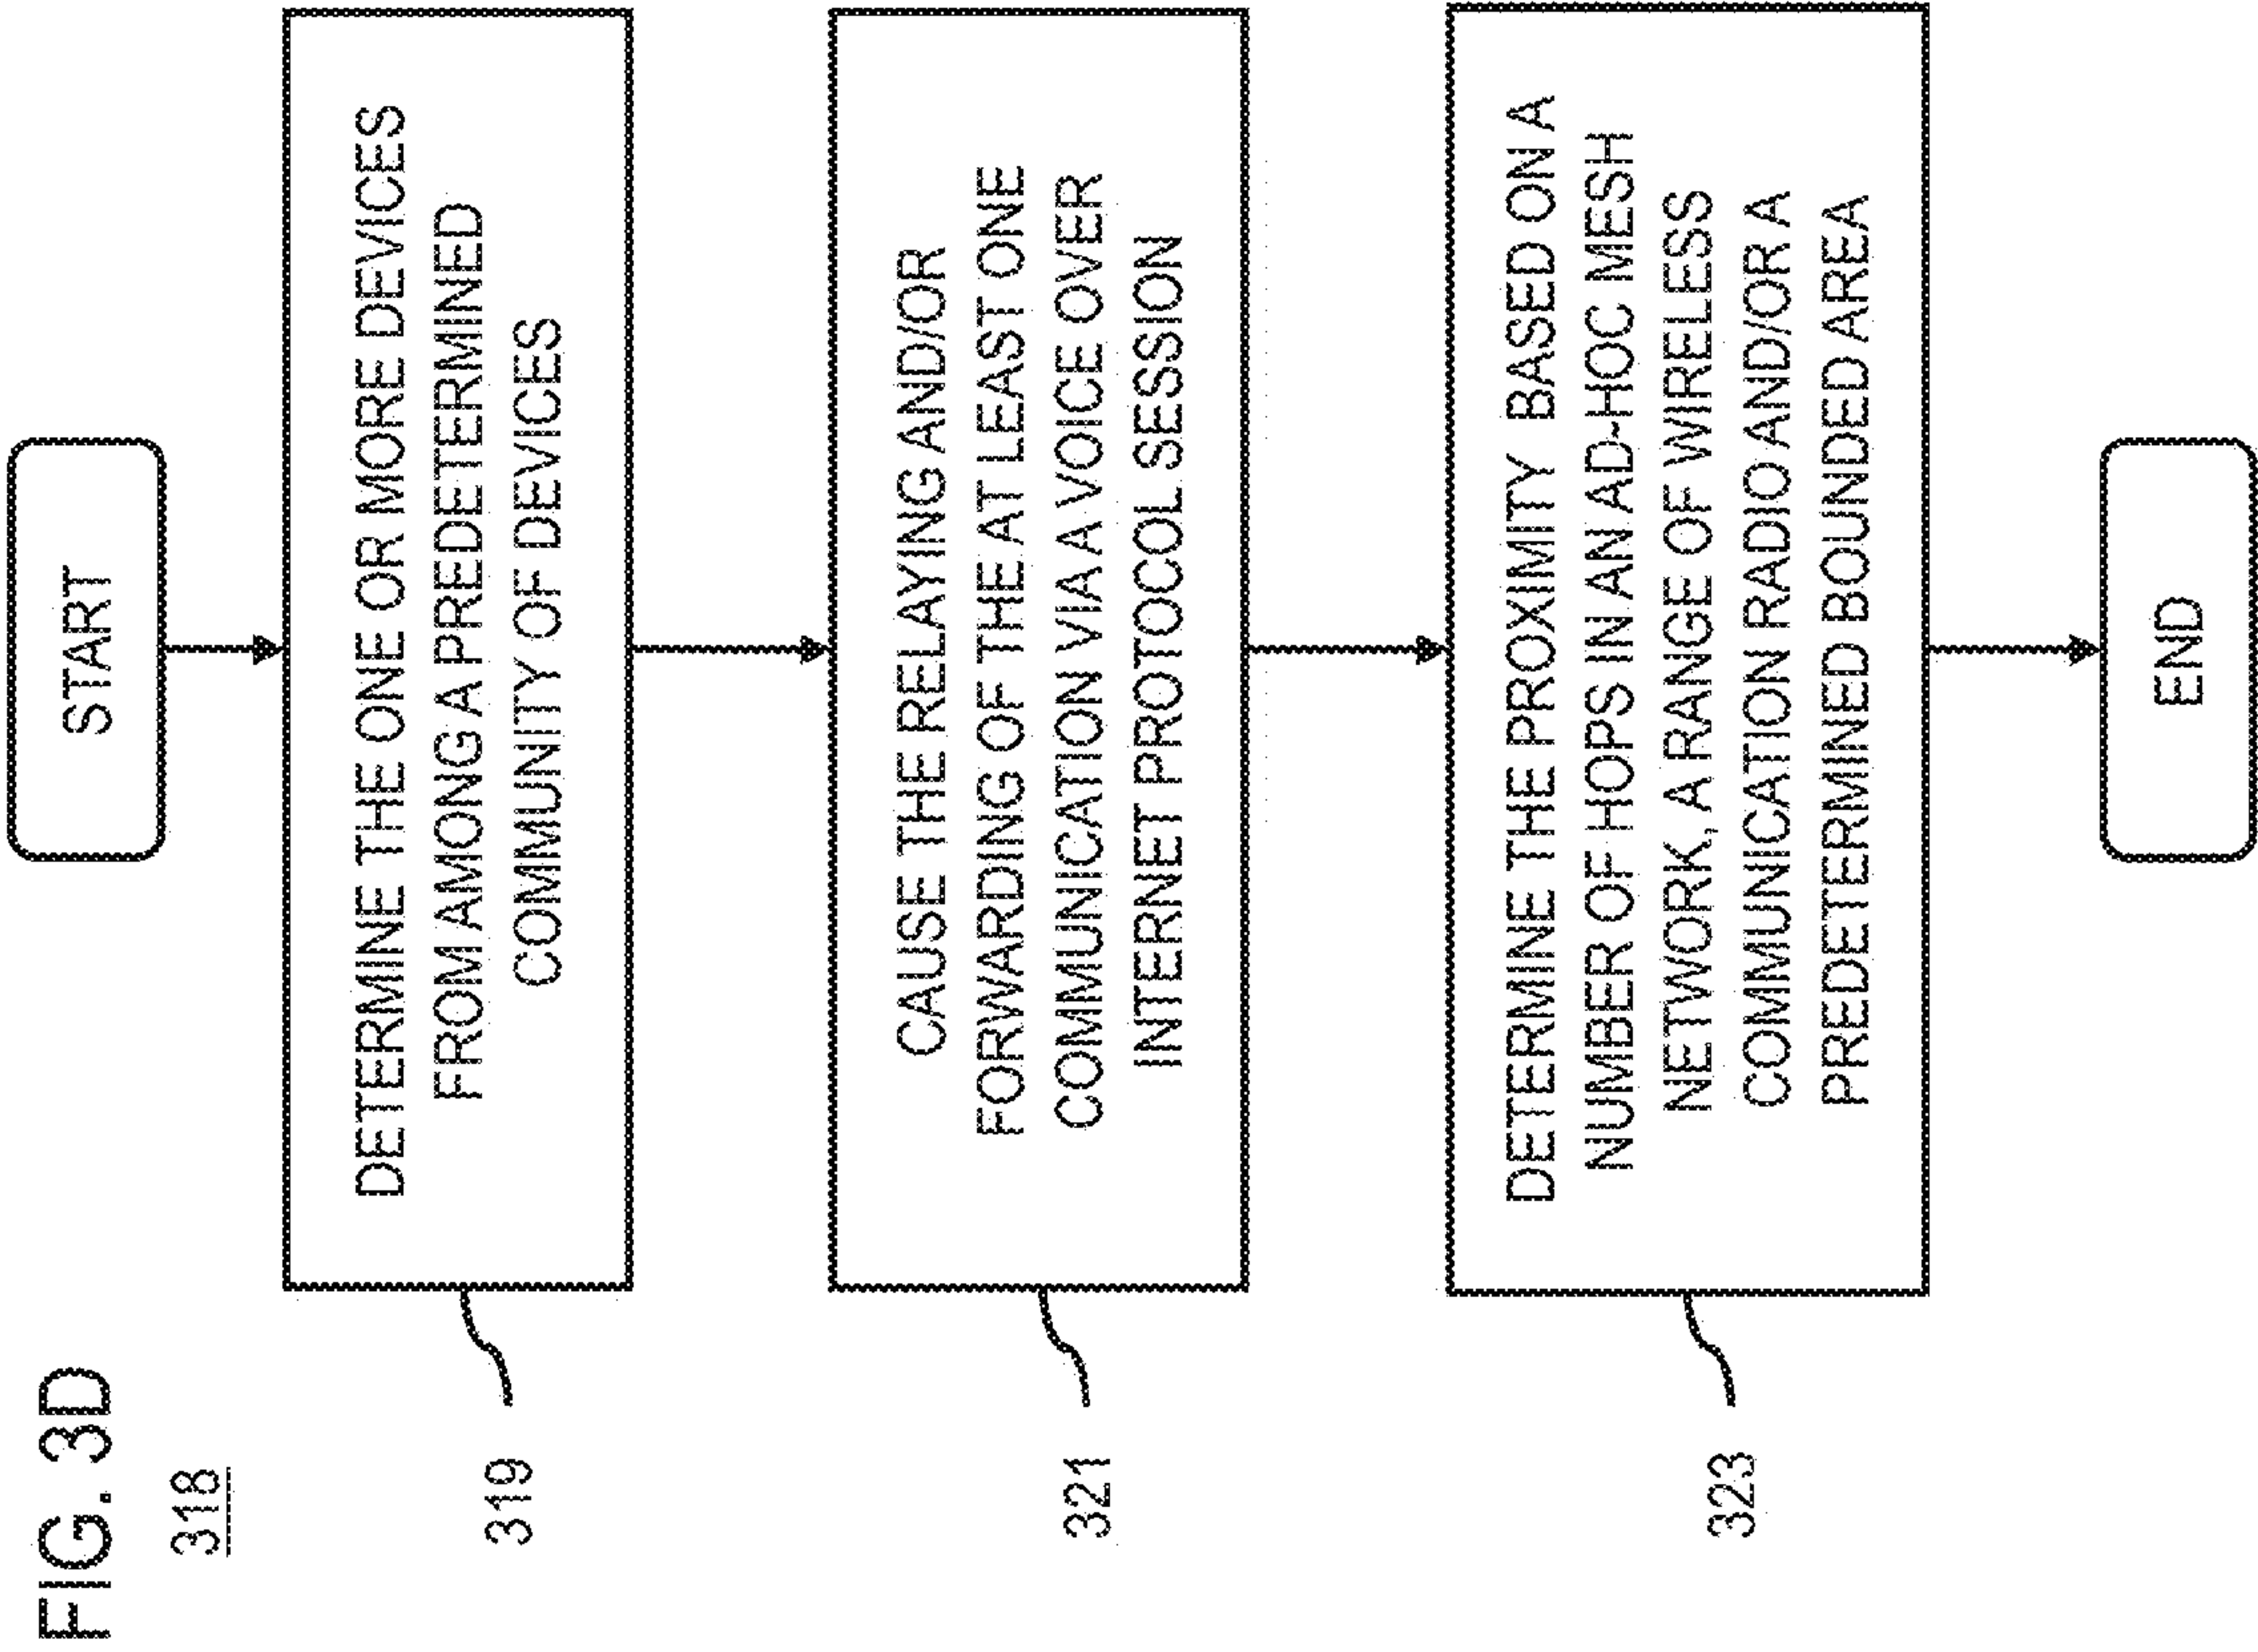 FIG. 3D
318
START
319
DETERMINE THE ONE OR MORE DEVICES
FROM AMONG A PREDETERMINED
COMMUNITY OF DEVICES
321
CAUSE THE RELAYING AND/OR
FORWARDING OF THE AT LEAST ONE
COMMUNICATION VIA A VOICE OVER
INTERNET PROTOCOL SESSION
323
DETERMINE THE PROXIMITY BASED ON A
NUMBER OF HOPS IN AN AD-HOC MESH
NETWORK, A RANGE OF WIRELESS
COMMUNICATION RADIO AND/OR A
PREDETERMINED BOUNDED AREA
END